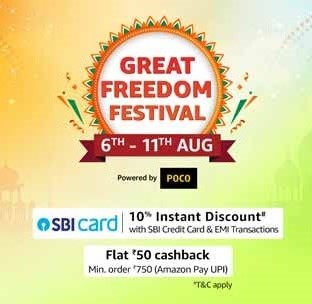 GREAT
FREEDOM
FESTIVAL
6TH - 11TH AUG
Powered by POCO
SBI card 10% Instant Discount#
with SBI Credit Card & EMI Transactions
Flat ₹50 cashback
Min. order ₹750 (Amazon Pay UPI)
*T&C apply